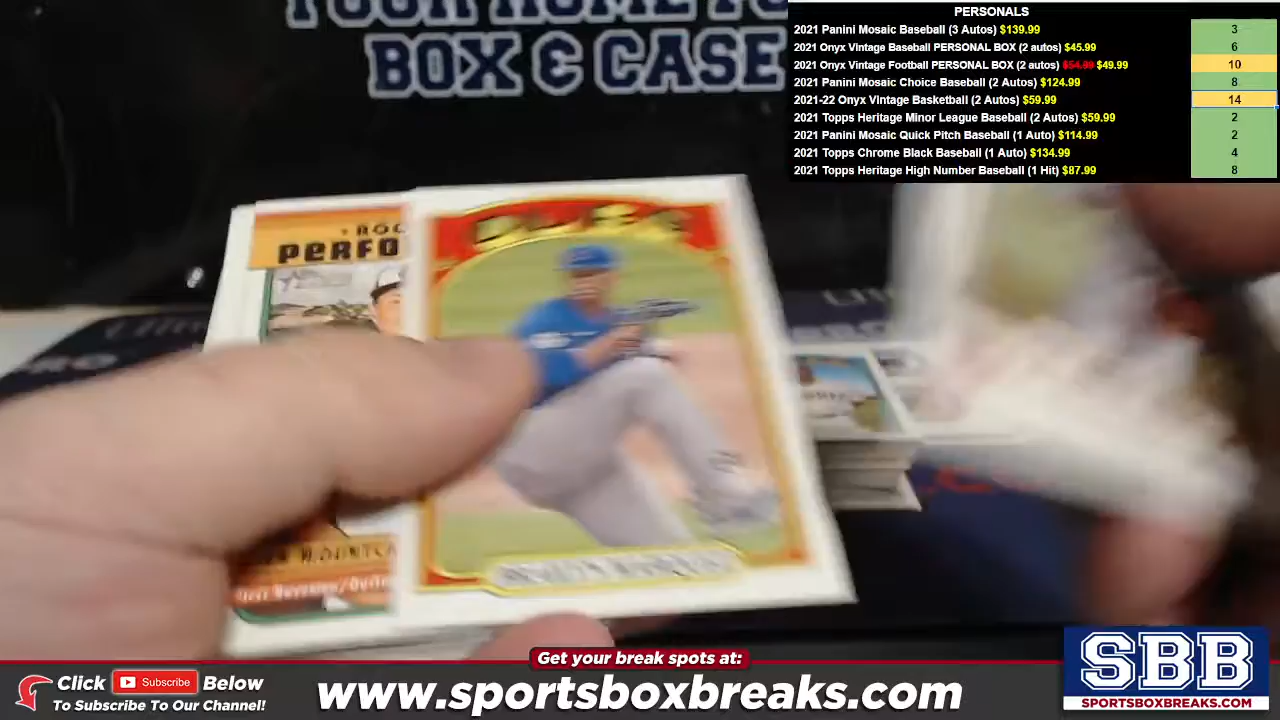 YOUR HOME FO
BOX & CASE
PERSONALS
2021 Panini Mosaic Baseball (3 Autos) $139.99 3
2021 Onyx Vintage Baseball PERSONAL BOX (2 autos) $45.99 6
2021 Onyx Vintage Football PERSONAL BOX (2 autos) $54.99 $49.99 10
2021 Panini Mosaic Choice Baseball (2 Autos) $124.99 8
2021-22 Onyx Vintage Basketball (2 Autos) $59.99 14
2021 Topps Heritage Minor League Baseball (2 Autos) $59.99 2
2021 Panini Mosaic Quick Pitch Baseball (1 Auto) $114.99 2
2021 Topps Chrome Black Baseball (1 Auto) $134.99 4
2021 Topps Heritage High Number Baseball (1 Hit) $87.99 8
PERFO
Get your break spots at:
Click Subscribe Below
To Subscribe To Our Channel!
www.sportsboxbreaks.com
SBB
SPORTSBOXBREAKS.COM